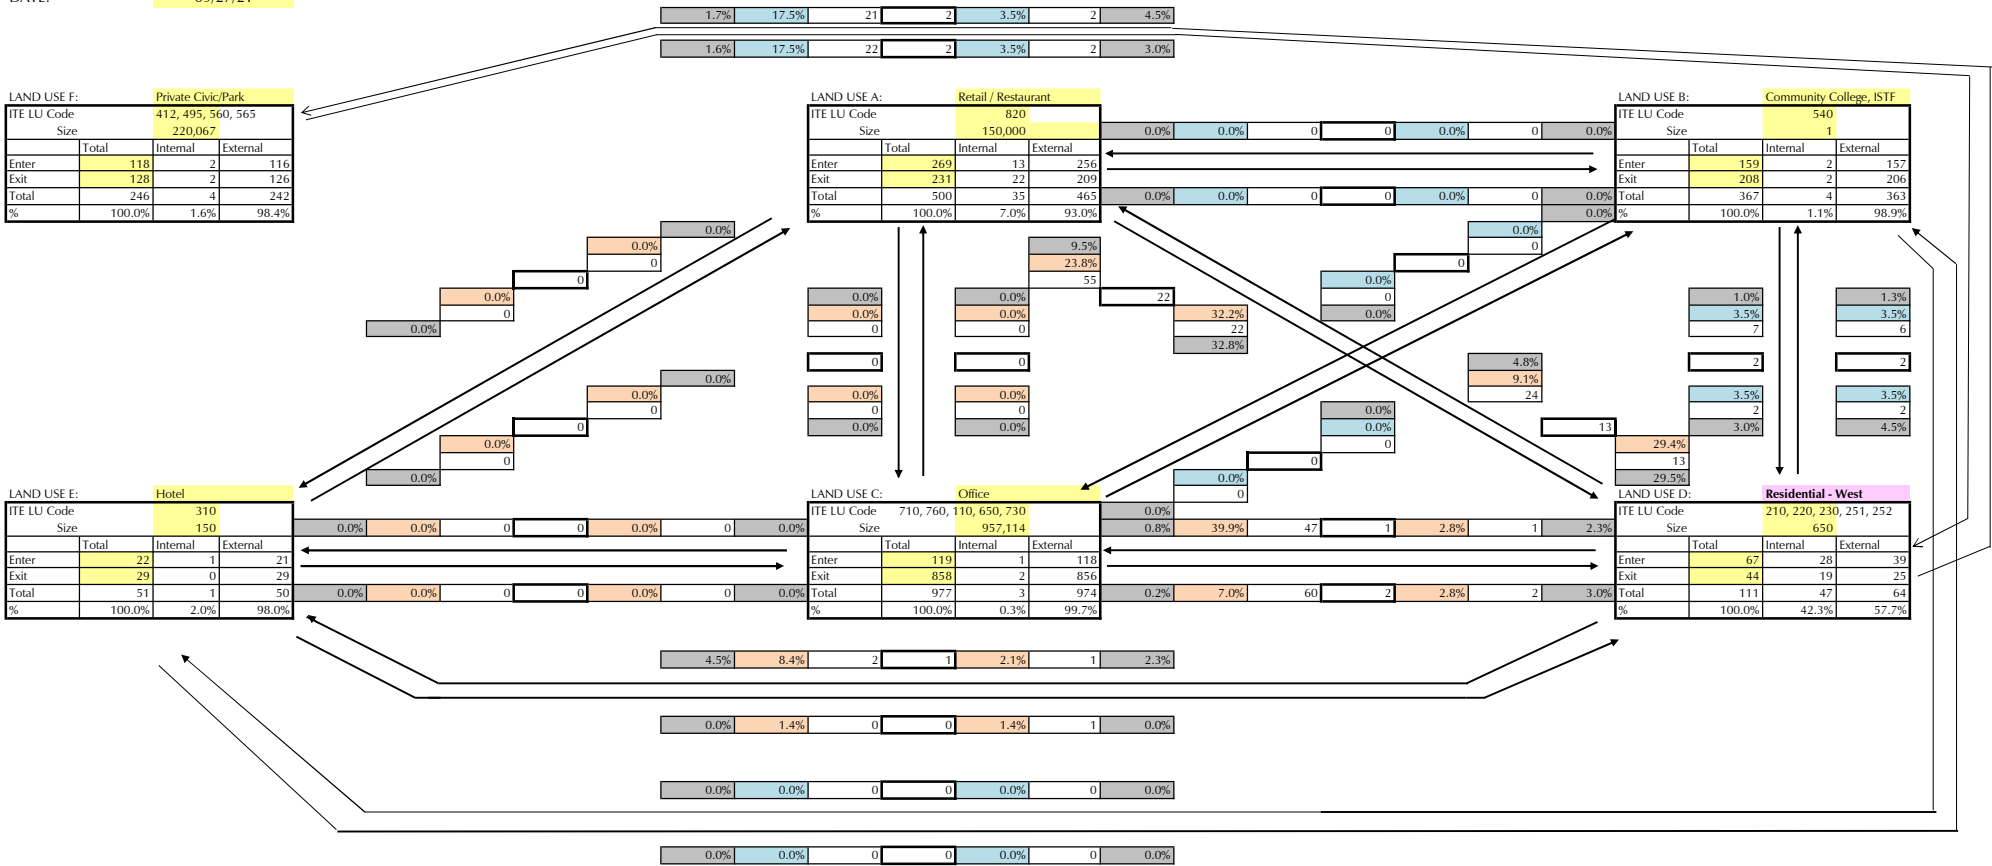 1.7% 17.5% 21 2 3.5% 2 4.5%
1.6% 17.5% 22 2 3.5% 2 3.0%
LAND USE F: Private Civic/Park
ITE LU Code 412, 495, 560, 565
Size 220,067
Total Internal External
Enter 118 2 116
Exit 128 2 126
Total 246 4 242
% 100.0% 1.6% 98.4%
LAND USE A: Retail / Restaurant
ITE LU Code 820
Size 150,000
Total Internal External
Enter 269 13 256
Exit 231 22 209
Total 500 35 465
% 100.0% 7.0% 93.0%
0.0% 0.0% 0 0 0.0% 0 0.0%
0.0% 0.0% 0 0 0.0% 0 0.0%
LAND USE B: Community College, ISTF
ITE LU Code 540
Size 1
Total Internal External
Enter 159 2 157
Exit 208 2 206
Total 367 4 363
% 100.0% 1.1% 98.9%
0.0%
0.0%
0
0
0.0%
0
0.0%
0.0%
0.0%
0
0
0.0%
0
0.0%
0.0% 0.0%
0.0% 0.0%
0 0
0 0
0.0% 0.0%
0 0
0.0% 0.0%
9.5%
23.8%
55
22
32.2%
22
32.8%
0.0%
0.0%
0
0
0.0%
0
0.0%
4.8%
9.1%
24
13
29.4%
13
29.5%
0.0%
0.0%
0
0
0.0%
0
0.0%
1.0% 1.3%
3.5% 3.5%
7 6
2 2
3.5% 3.5%
2 2
3.0% 4.5%
LAND USE E: Hotel
ITE LU Code 310
Size 150
Total Internal External
Enter 22 1 21
Exit 29 0 29
Total 51 1 50
% 100.0% 2.0% 98.0%
0.0% 0.0% 0 0 0.0% 0 0.0%
0.0% 0.0% 0 0 0.0% 0 0.0%
LAND USE C: Office
ITE LU Code 710, 760, 110, 650, 730
Size 957,114
Total Internal External
Enter 119 1 118
Exit 858 2 856
Total 977 3 974
% 100.0% 0.3% 99.7%
0.8% 39.9% 47 1 2.8% 1 2.3%
0.2% 7.0% 60 2 2.8% 2 3.0%
LAND USE D: Residential - West
ITE LU Code 210, 220, 230, 251, 252
Size 650
Total Internal External
Enter 67 28 39
Exit 44 19 25
Total 111 47 64
% 100.0% 42.3% 57.7%
4.5% 8.4% 2 1 2.1% 1 2.3%
0.0% 1.4% 0 0 1.4% 1 0.0%
0.0% 0.0% 0 0 0.0% 0 0.0%
0.0% 0.0% 0 0 0.0% 0 0.0%